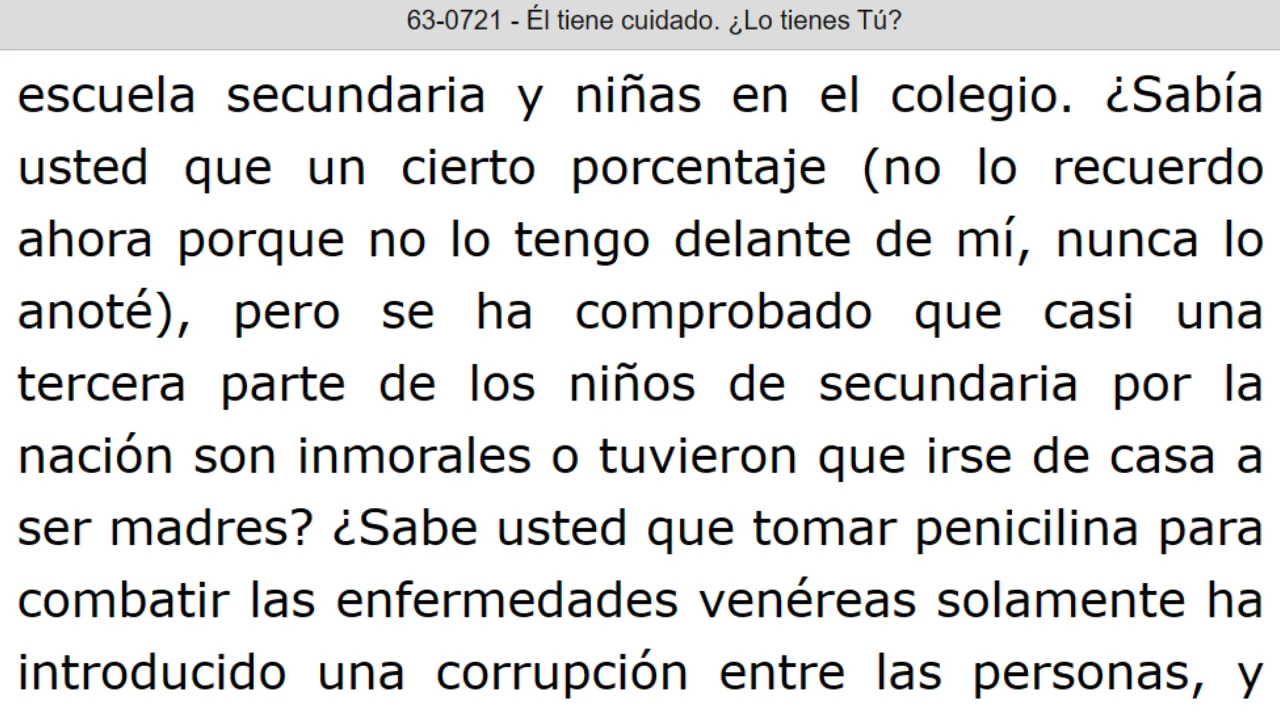 63-0721 - Él tiene cuidado. ¿Lo tienes Tú?
escuela secundaria y niñas en el colegio. ¿Sabía
usted que un cierto porcentaje (no lo recuerdo
ahora porque no lo tengo delante de mí, nunca lo
anoté), pero se ha comprobado que casi una
tercera parte de los niños de secundaria por la
nación son inmorales o tuvieron que irse de casa a
ser madres? ¿Sabe usted que tomar penicilina para
combatir las enfermedades venéreas solamente ha
introducido una corrupción entre las personas, y